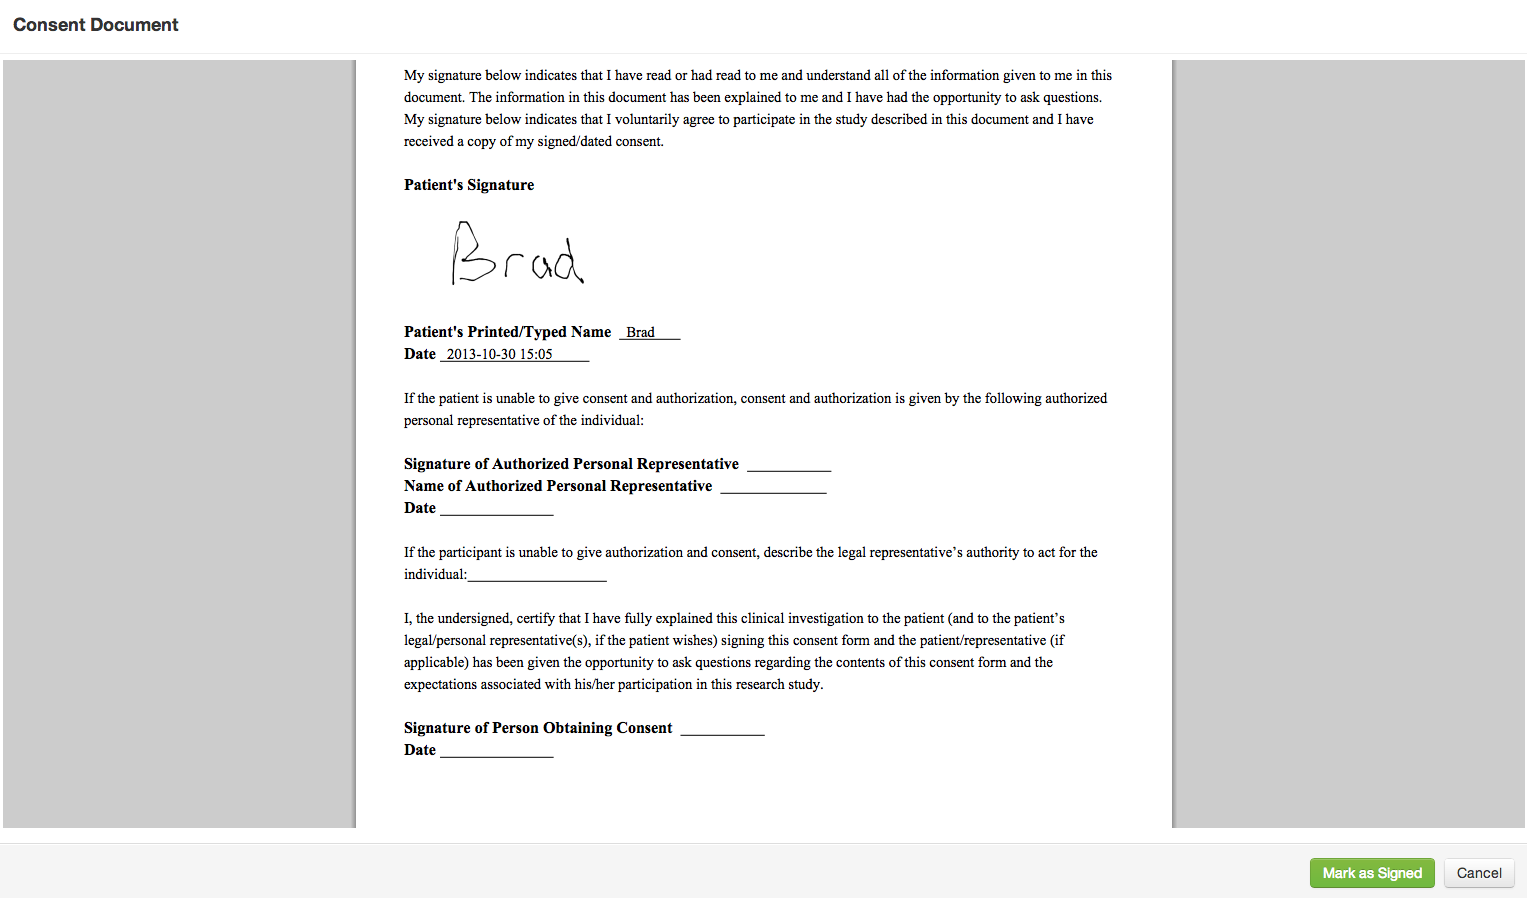 Consent Document
My signature below indicates that I have read or had read to me and understand all of the information given to me in this
document. The information in this document has been explained to me and I have had the opportunity to ask questions.
My signature below indicates that I voluntarily agree to participate in the study described in this document and I have
received a copy of my signed/dated consent.
Patient's Signature
Brad
Patient's Printed/Typed Name Brad
Date 2013-10-30 15:05
If the patient is unable to give consent and authorization, consent and authorization is given by the following authorized
personal representative of the individual:
Signature of Authorized Personal Representative ___________
Name of Authorized Personal Representative ______________
Date _______________
If the participant is unable to give authorization and consent, describe the legal representative’s authority to act for the
individual:___________________
I, the undersigned, certify that I have fully explained this clinical investigation to the patient (and to the patient’s
legal/personal representative(s), if the patient wishes) signing this consent form and the patient/representative (if
applicable) has been given the opportunity to ask questions regarding the contents of this consent form and the
expectations associated with his/her participation in this research study.
Signature of Person Obtaining Consent ___________
Date _______________
Mark as Signed Cancel